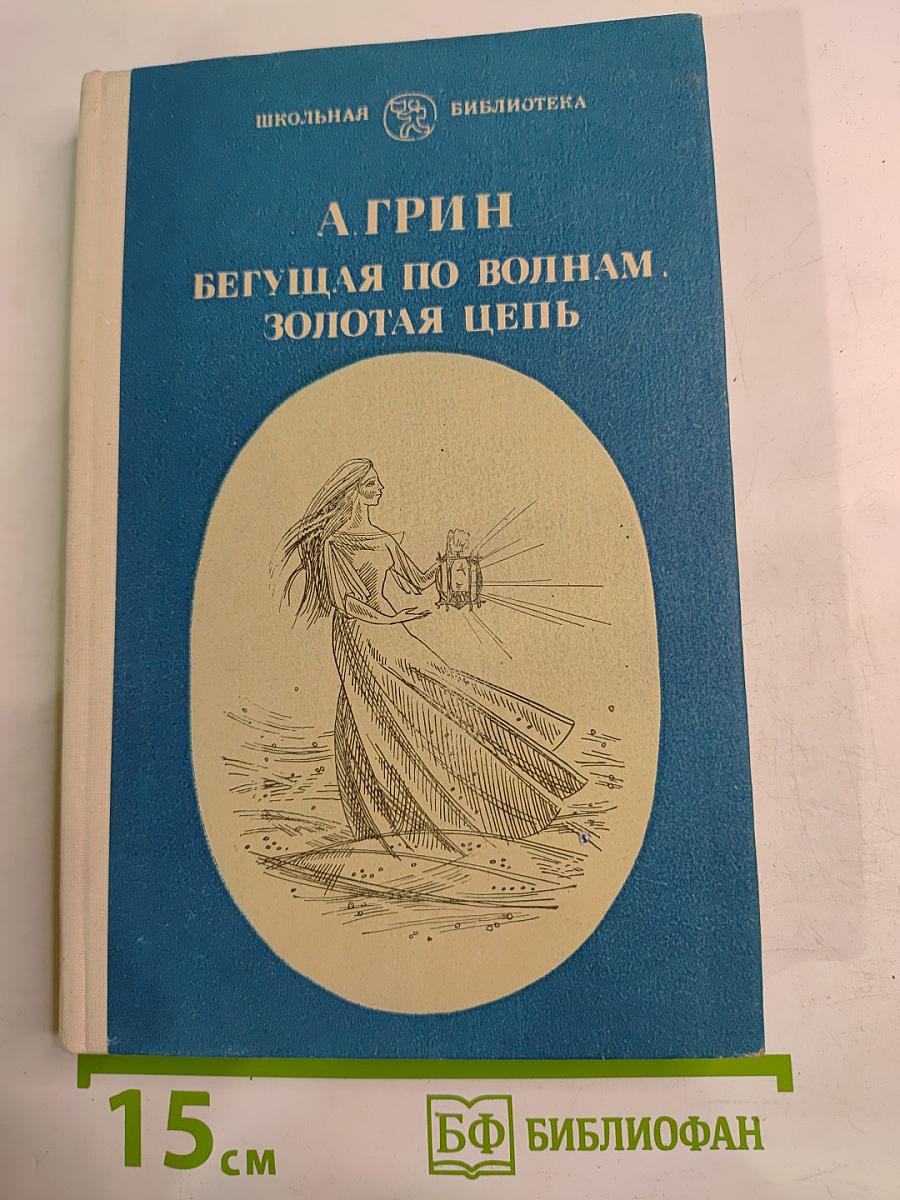 ШКОЛЬНАЯ БИБЛИОТЕКА
А. ГРИН
БЕГУЩАЯ ПО ВОЛНАМ.
ЗОЛОТАЯ ЦЕПЬ
15 см
БФ БИБЛИОФАН